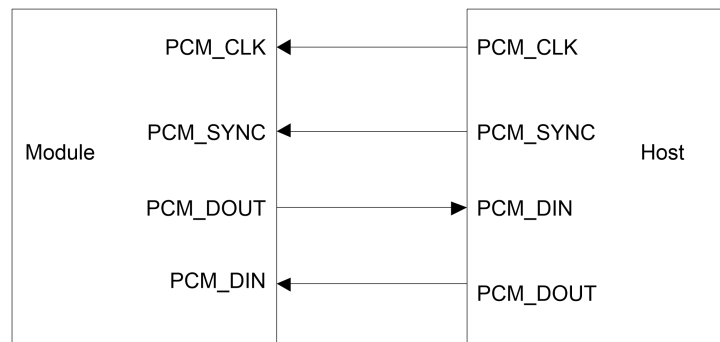 PCM_CLK
PCM_CLK
PCM_SYNC
PCM_SYNC
Module
Host
PCM_DOUT
PCM_DIN
PCM_DIN
PCM_DOUT